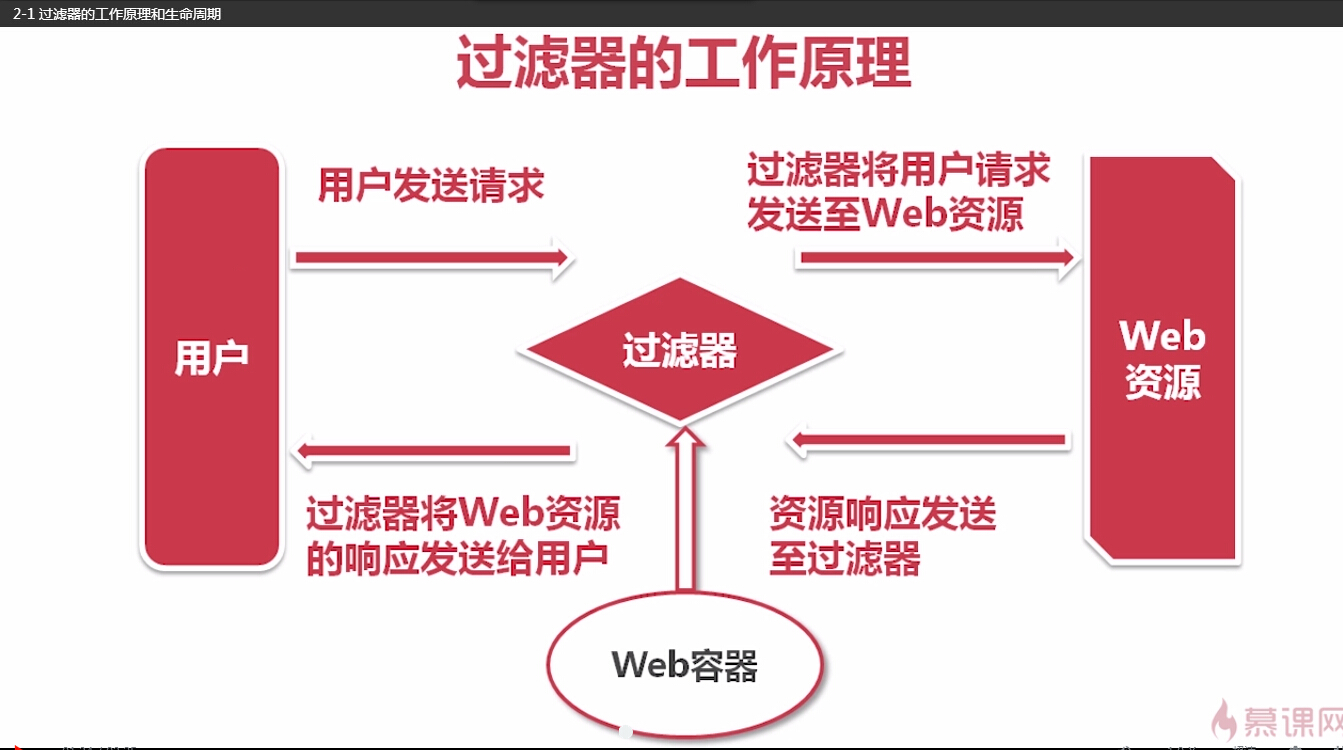 2-1 过滤器的工作原理和生命周期
过滤器的工作原理
用户发送请求
过滤器将用户请求
发送至Web资源
用户
过滤器
Web
资源
过滤器将Web资源
的响应发送给用户
资源响应发送
至过滤器
Web容器
慕课网